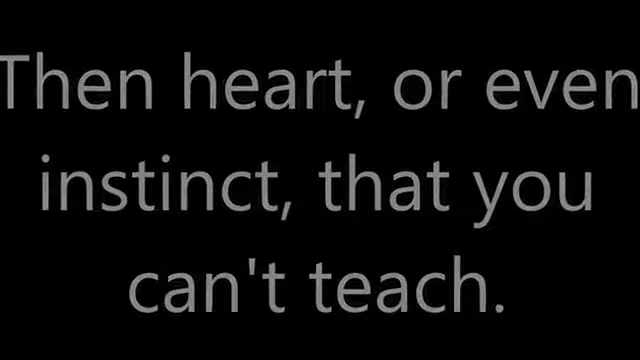 Then heart, or even
instinct, that you
can't teach.